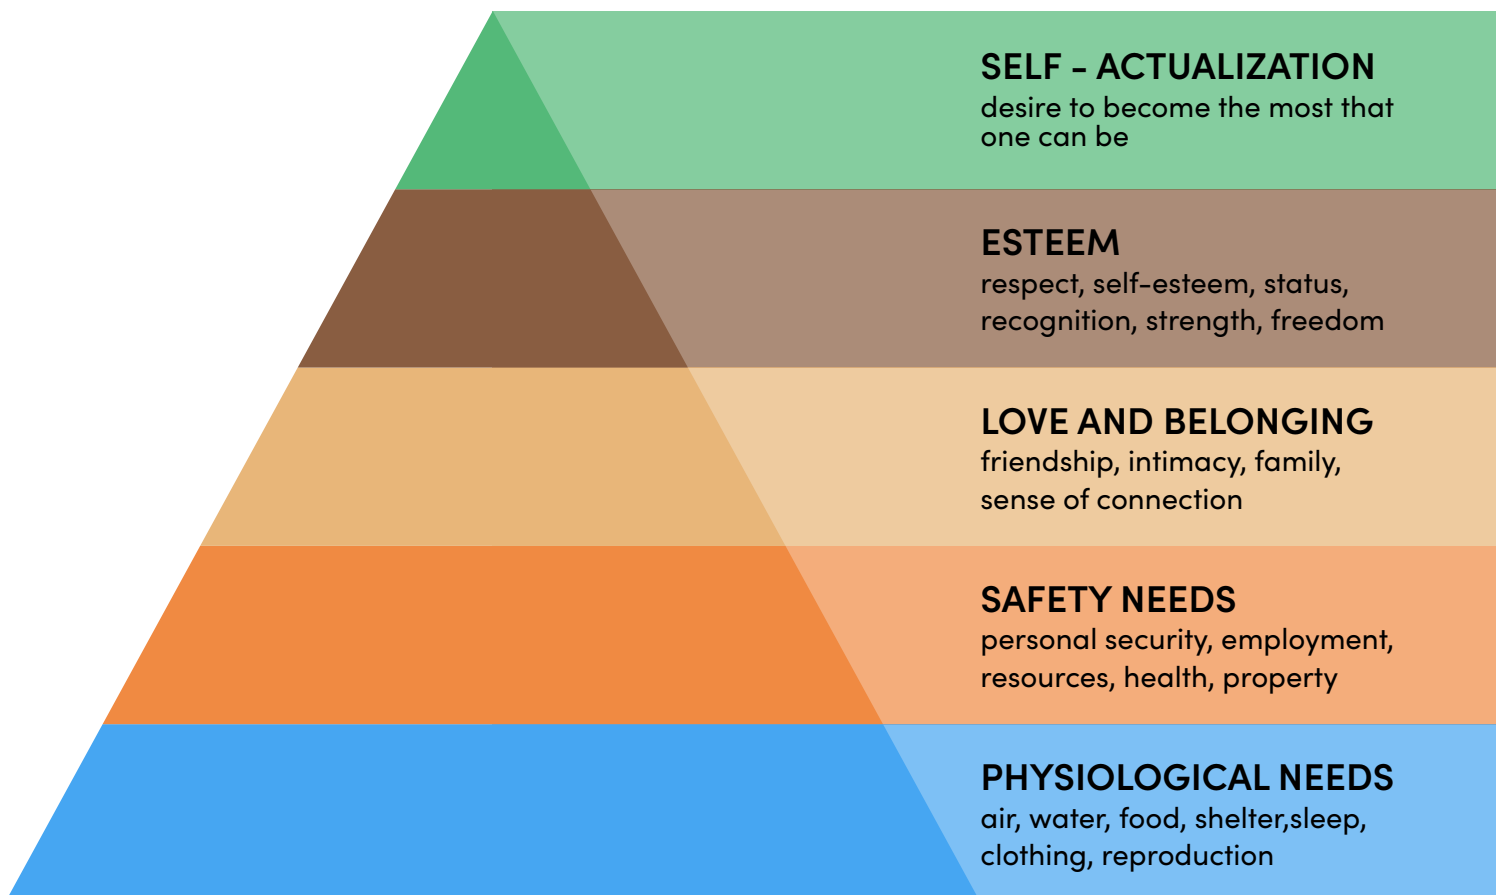 SELF - ACTUALIZATION
desire to become the most that
one can be
ESTEEM
respect, self-esteem, status,
recognition, strength, freedom
LOVE AND BELONGING
friendship, intimacy, family,
sense of connection
SAFETY NEEDS
personal security, employment,
resources, health, property
PHYSIOLOGICAL NEEDS
air, water, food, shelter,sleep,
clothing, reproduction